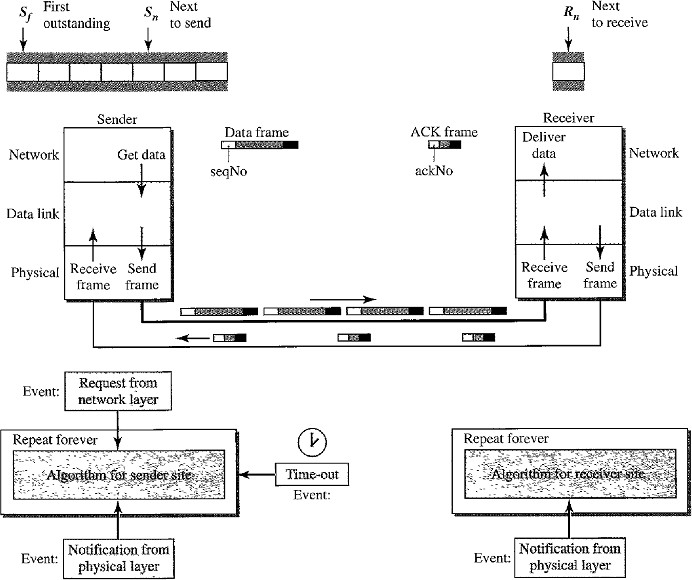 Sf First outstanding
Sn Next to send
Rn Next to receive
Sender
Receiver
Data frame
seqNo
ACK frame
ackNo
Network
Get data
Data link
Physical
Receive frame
Send frame
Deliver data
Network
Data link
Receive frame
Send frame
Physical
Event:
Request from
network layer
Repeat forever
Algorithm for sender site
Time-out
Event:
Event:
Notification from
physical layer
Repeat forever
Algorithm for receiver site
Event:
Notification from
physical layer